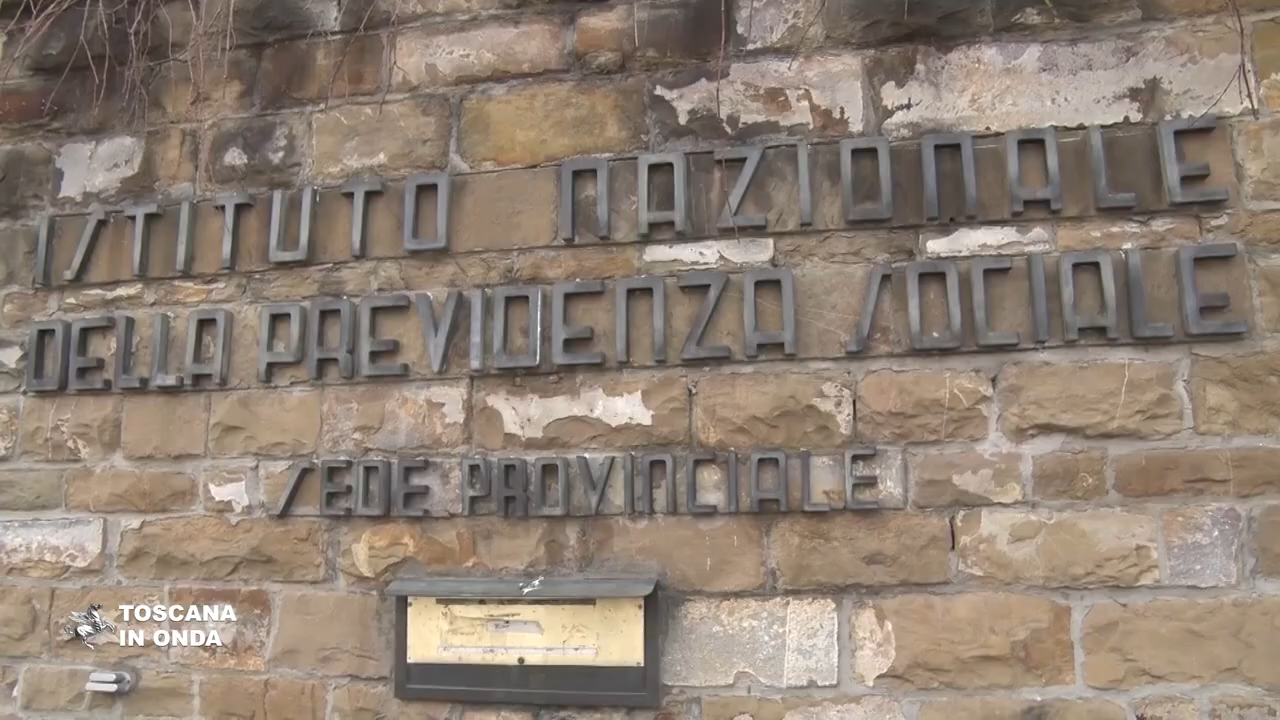 ISTITUTO NAZIONALE
DELLA PREVIDENZA SOCIALE
SEDE PROVINCIALE
TOSCANA
IN ONDA